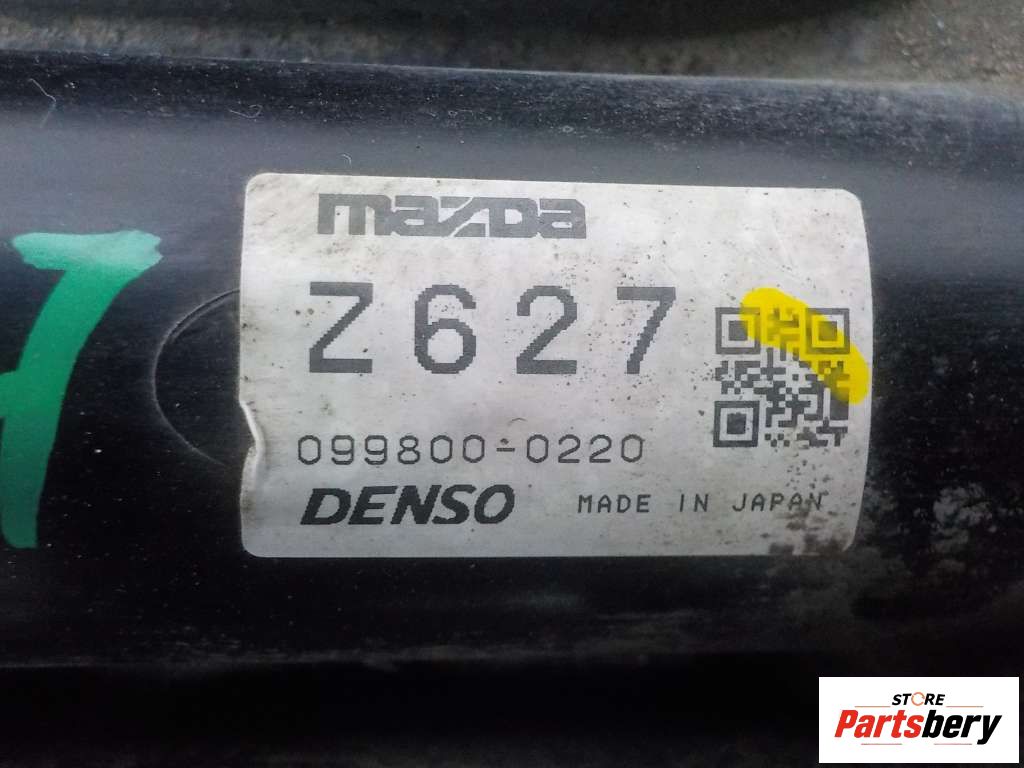 mazda
Z627
099800-0220
DENSO MADE IN JAPAN
STORE
Partsbery